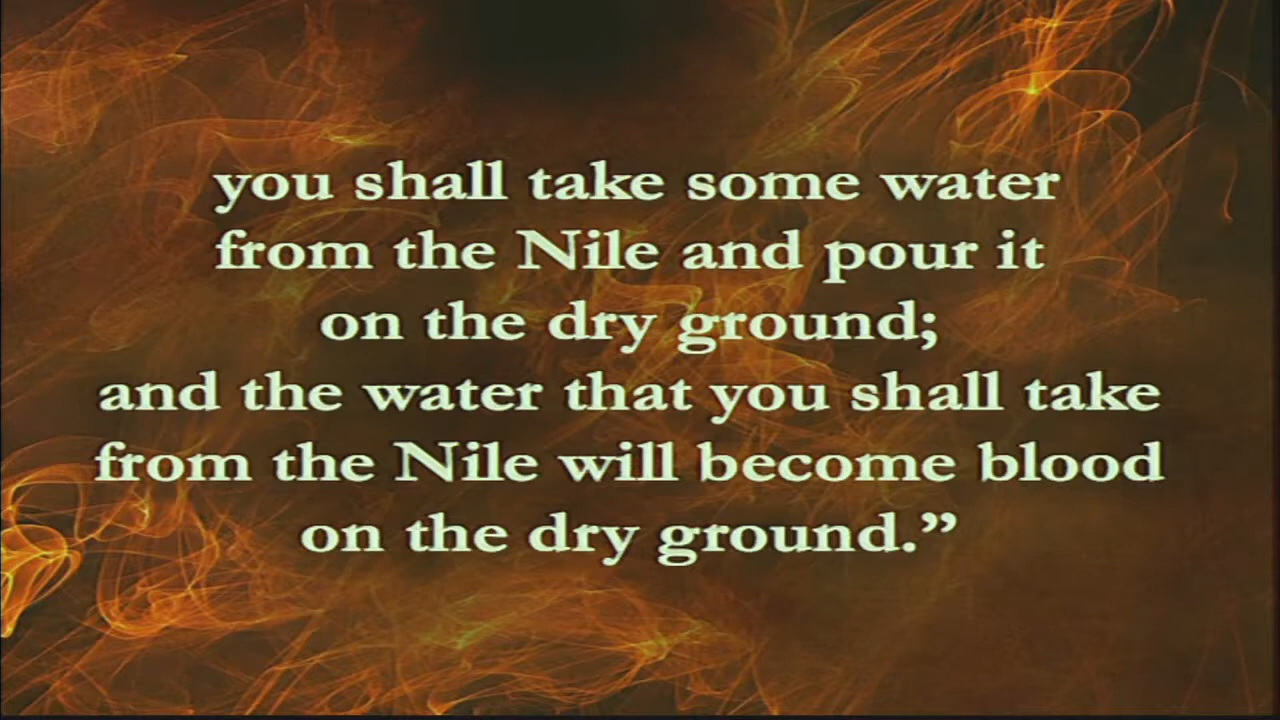 you shall take some water
from the Nile and pour it
on the dry ground;
and the water that you shall take
from the Nile will become blood
on the dry ground.”